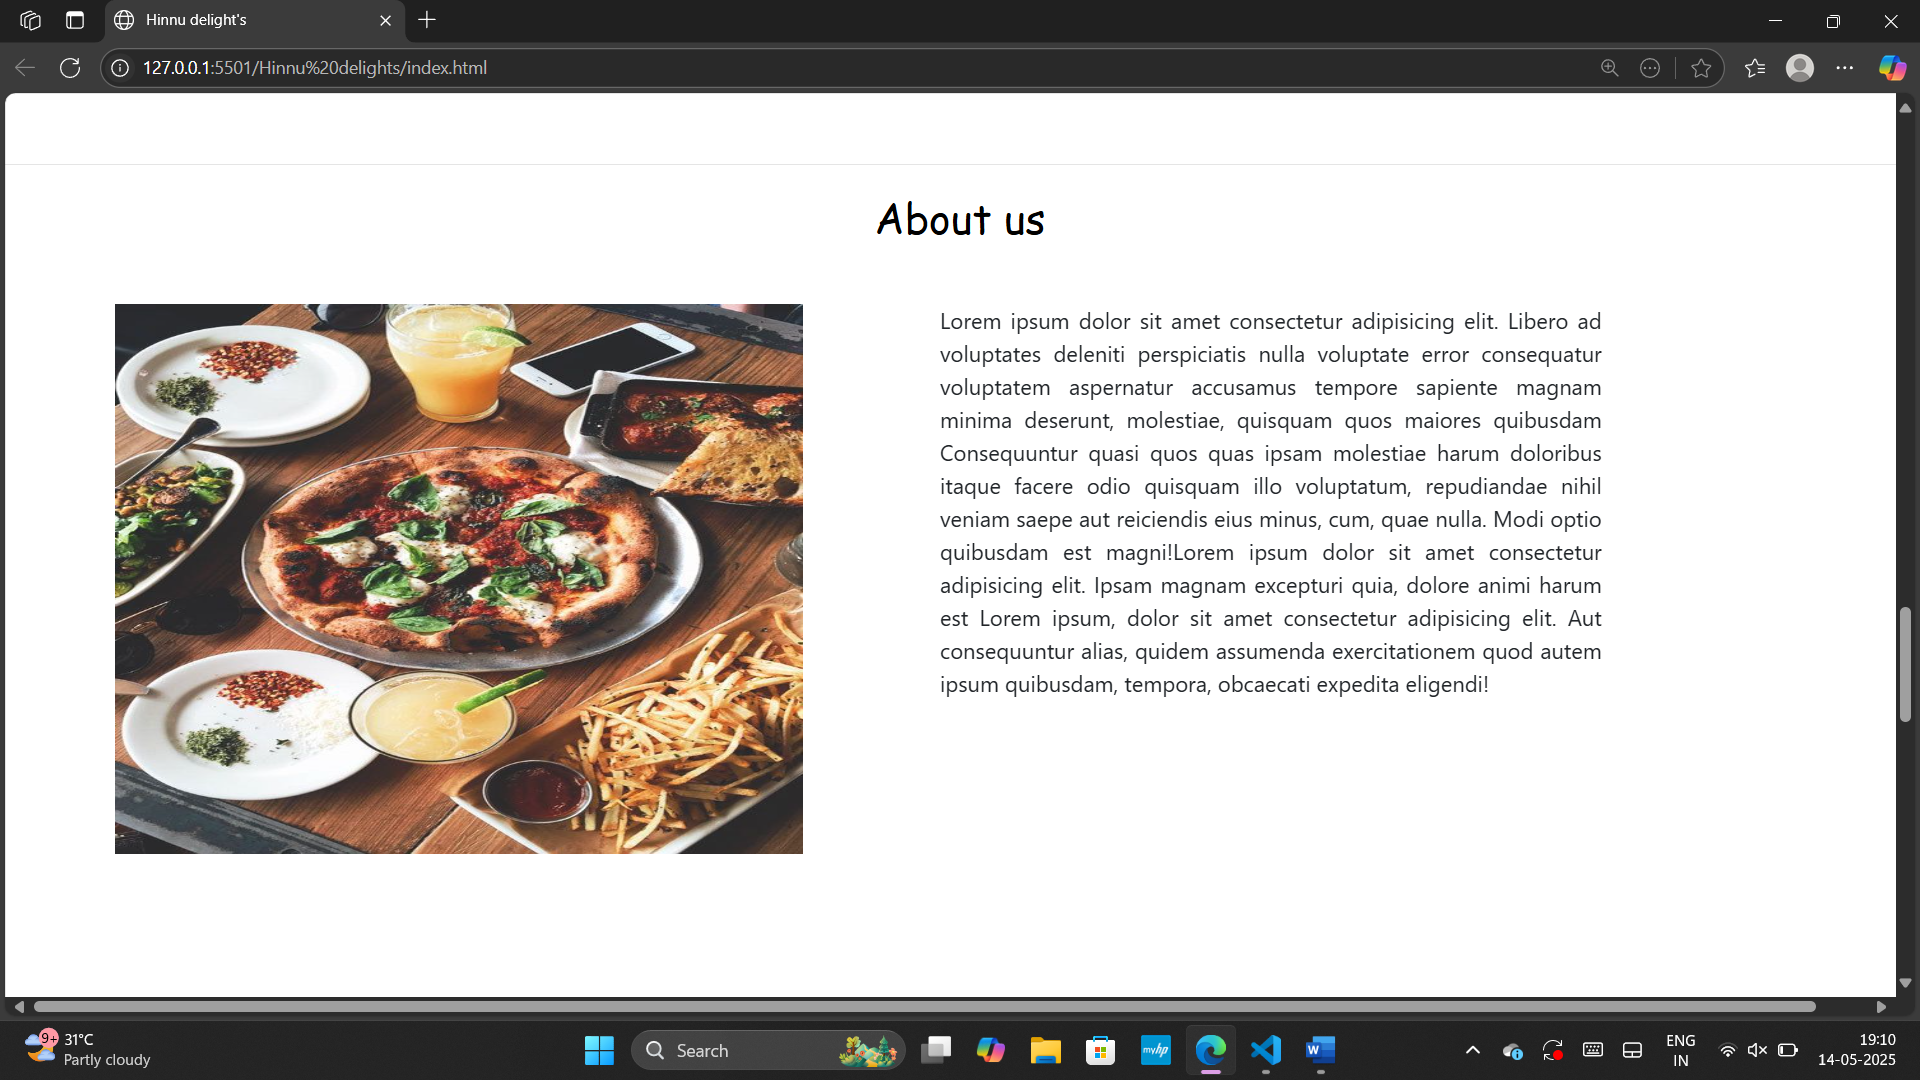 Hinnu delight's
127.0.0.1:5501/Hinnu%20delights/index.html
About us
Lorem ipsum dolor sit amet consectetur adipisicing elit. Libero ad
voluptates deleniti perspiciatis nulla voluptate error consequatur
voluptatem aspernatur accusamus tempore sapiente magnam
minima deserunt, molestiae, quisquam quos maiores quibusdam
Consequuntur quasi quos quas ipsam molestiae harum doloribus
itaque facere odio quisquam illo voluptatum, repudiandae nihil
veniam saepe aut reiciendis eius minus, cum, quae nulla. Modi optio
quibusdam est magni!Lorem ipsum dolor sit amet consectetur
adipisicing elit. Ipsam magnam excepturi quia, dolore animi harum
est Lorem ipsum, dolor sit amet consectetur adipisicing elit. Aut
consequuntur alias, quidem assumenda exercitationem quod autem
ipsum quibusdam, tempora, obcaecati expedita eligendi!
9+
31°C
Partly cloudy
Search
myhp
W
ENG
IN
19:10
14-05-2025